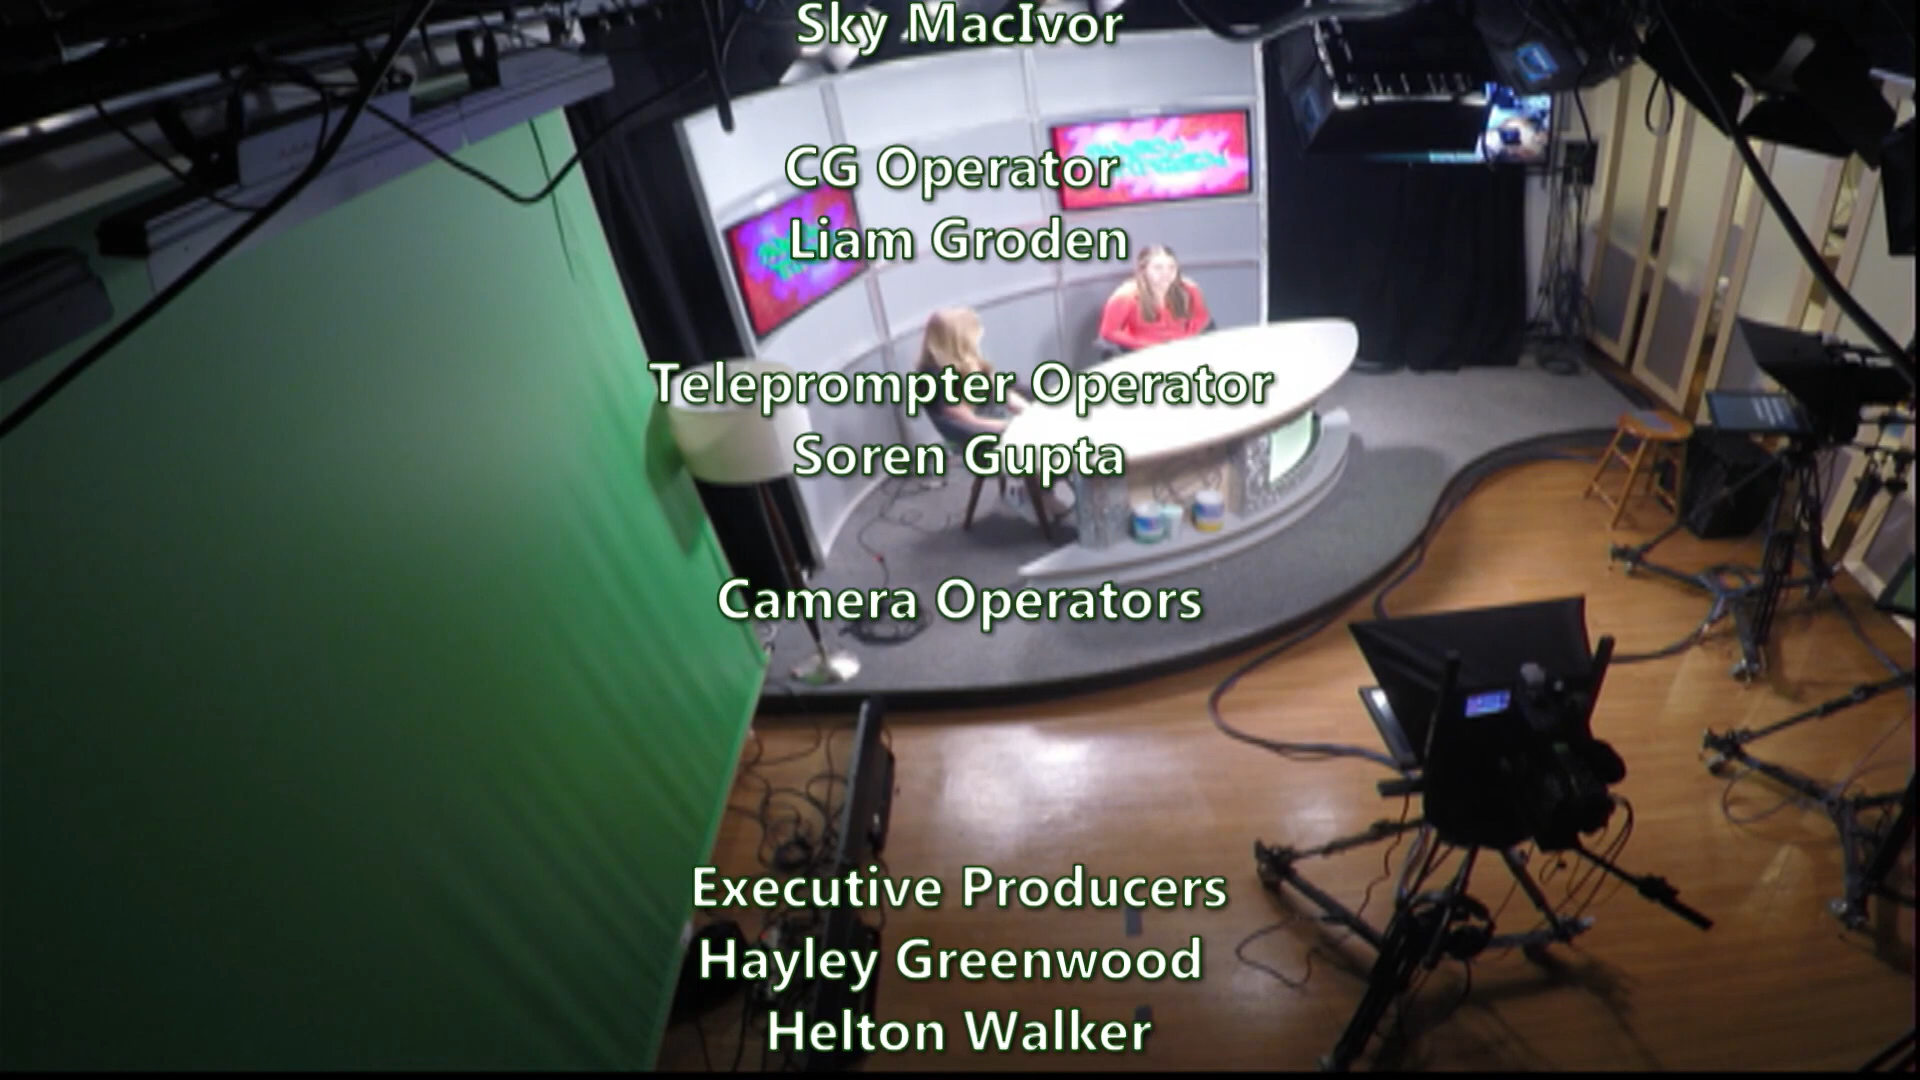 Sky MacIvor
CG Operator
Liam Groden
Teleprompter Operator
Soren Gupta
Camera Operators
Executive Producers
Hayley Greenwood
Helton Walker